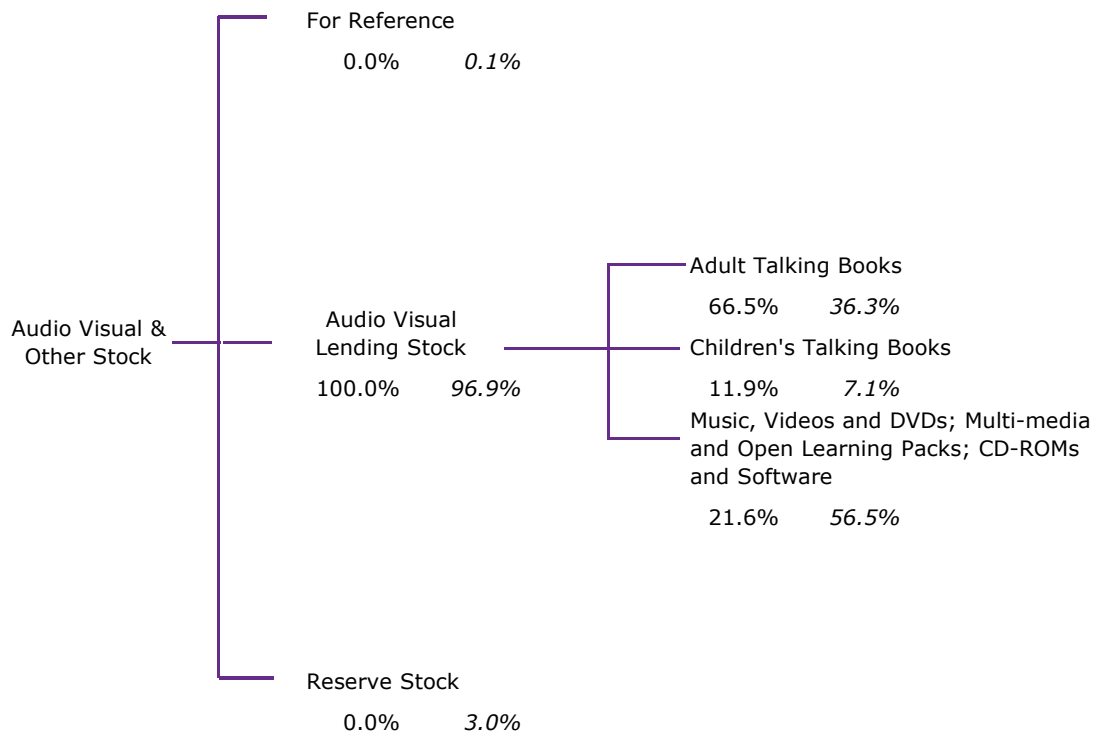 For Reference
0.0% 0.1%
Audio Visual &
Other Stock
Audio Visual
Lending Stock
100.0% 96.9%
Adult Talking Books
66.5% 36.3%
Children's Talking Books
11.9% 7.1%
Music, Videos and DVDs; Multi-media
and Open Learning Packs; CD-ROMs
and Software
21.6% 56.5%
Reserve Stock
0.0% 3.0%